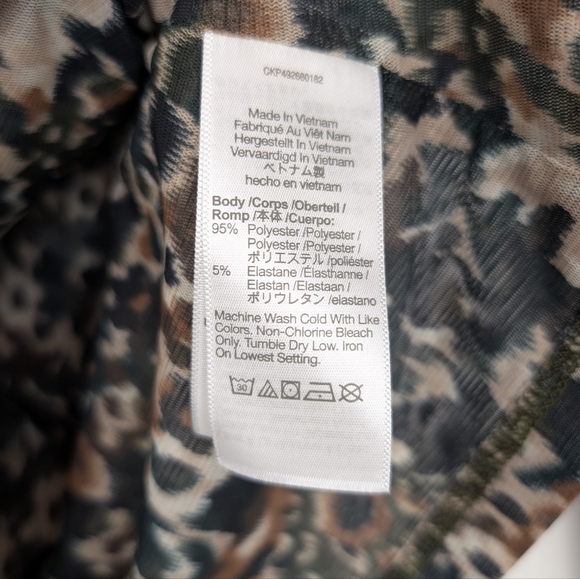 CKP492680182
Made In Vietnam
Fabriqué Au Viêt Nam
Hergestellt In Vietnam
Vervaardigd In Vietnam
ベトナム製
hecho en vietnam
Body /Corps /Oberteil /
Romp /本体 /Cuerpo:
95% Polyester /Polyester /
Polyester /Polyester /
ポリエステル /poliéster
5% Elastane /Élasthanne /
Elastan /Elastaan /
ポリウレタン /elastano
Machine Wash Cold With Like
Colors. Non-Chlorine Bleach
Only. Tumble Dry Low. Iron
On Lowest Setting.
30